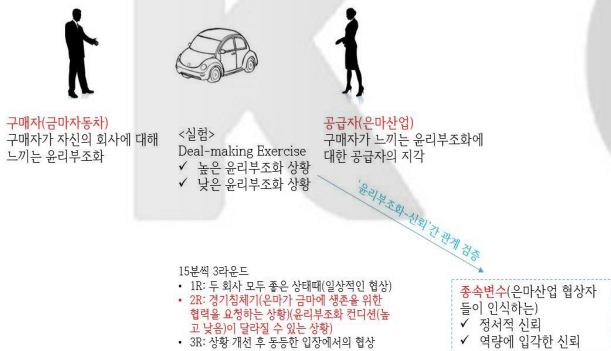 구매자(금마자동차)
구매자가 자신의 회사에 대해
느끼는 윤리부조화
<실험>
Deal-making Exercise
✓ 높은 윤리부조화 상황
✓ 낮은 윤리부조화 상황
공급자(은마산업)
구매자가 느끼는 윤리부조화에
대한 공급자의 지각
'윤리부조화-신뢰'간 관계 검증
15분씩 3라운드
• 1R: 두 회사 모두 좋은 상태때(일상적인 협상)
• 2R: 경기침체기(은마가 금마에 생존을 위한
협력을 요청하는 상황)(윤리부조화 컨디션(높
고 낮음)이 달라질 수 있는 상황)
• 3R: 상황 개선 후 동등한 입장에서의 협상
종속변수(은마산업 협상자
들이 인식하는)
✓ 정서적 신뢰
✓ 역량에 입각한 신뢰